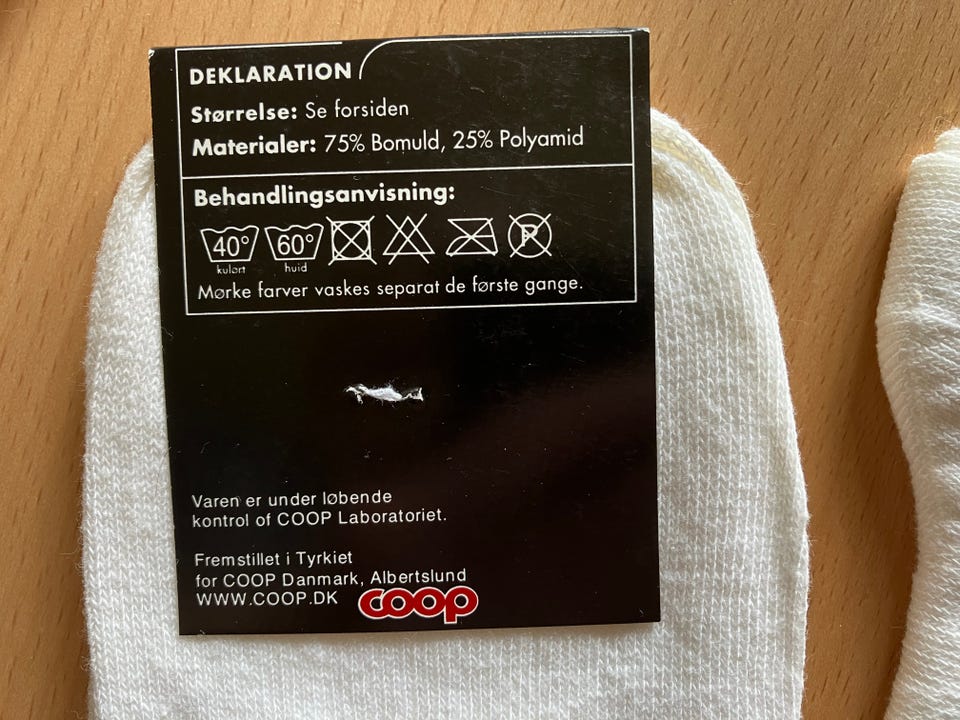 DEKLARATION
Størrelse: Se forsiden
Materialer: 75% Bomuld, 25% Polyamid
Behandlingsanvisning:
40° 60° P
kulørt hvid
Mørke farver vaskes separat de første gange.
Varen er under løbende
kontrol of COOP Laboratoriet.
Fremstillet i Tyrkiet
for COOP Danmark, Albertslund
WWW.COOP.DK coop